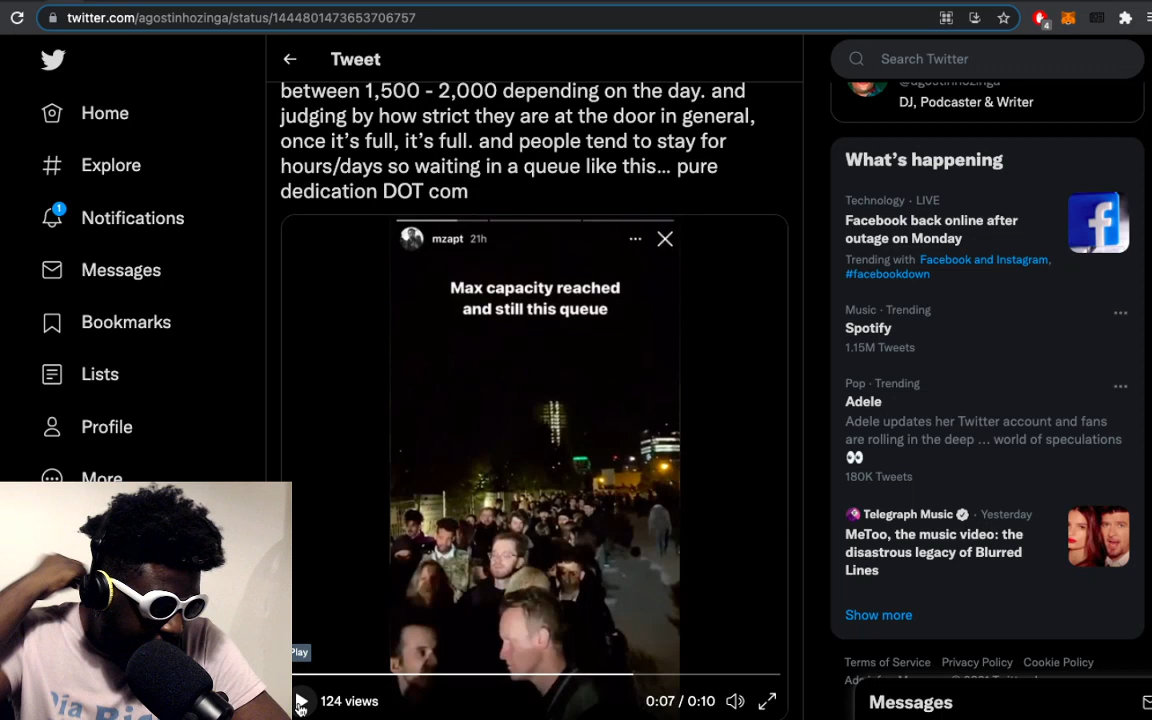 twitter.com/agostinhozinga/status/1444801473653706757
4
Home
Explore
1
Notifications
Messages
Bookmarks
Lists
Profile
More
Tweet
between 1,500 - 2,000 depending on the day. and
judging by how strict they are at the door in general,
once it’s full, it’s full. and people tend to stay for
hours/days so waiting in a queue like this... pure
dedication DOT com
mzapt 21h
Max capacity reached
and still this queue
Play
124 views
0:07 / 0:10
Search Twitter
@agostinhozinga
DJ, Podcaster & Writer
What’s happening
Technology · LIVE
Facebook back online after
outage on Monday
Trending with Facebook and Instagram,
#facebookdown
Music · Trending
Spotify
1.15M Tweets
Pop · Trending
Adele
Adele updates her Twitter account and fans
are rolling in the deep ... world of speculations
👀
180K Tweets
Telegraph Music · Yesterday
MeToo, the music video: the
disastrous legacy of Blurred
Lines
Show more
Terms of Service Privacy Policy Cookie Policy
Messages